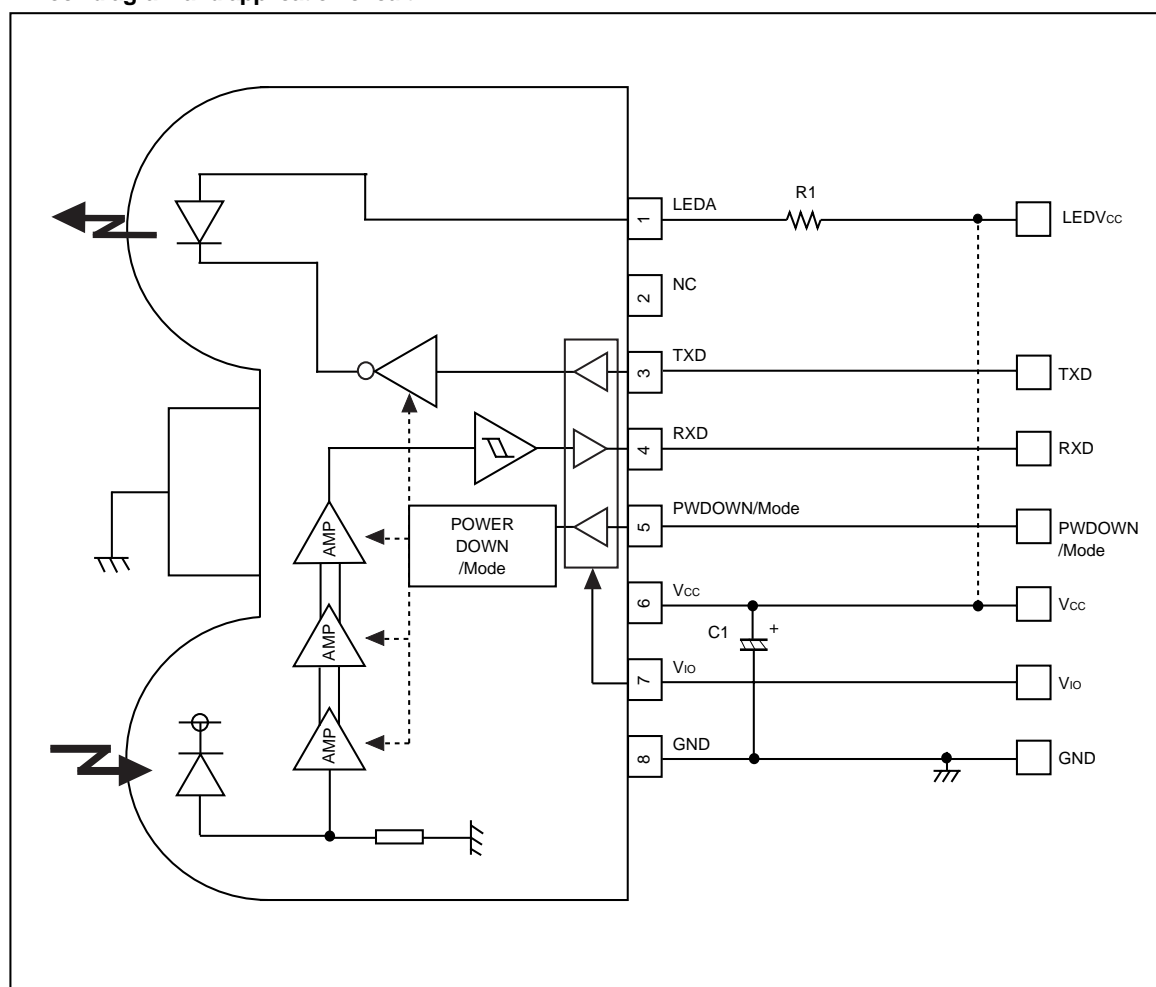 1
LEDA
R1
LEDVCC
2
NC
3
TXD
TXD
4
RXD
RXD
5
PWDOWN/Mode
PWDOWN
/Mode
POWER
DOWN
/Mode
AMP
AMP
AMP
6
VCC
C1
+
VCC
7
VIO
VIO
8
GND
GND